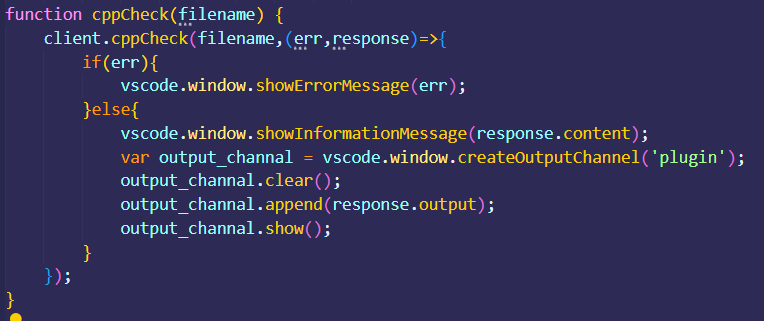 function cppCheck(filename) {
    client.cppCheck(filename,(err,response)=>{
        if(err){
            vscode.window.showErrorMessage(err);
        }else{
            vscode.window.showInformationMessage(response.content);
            var output_channal = vscode.window.createOutputChannel('plugin');
            output_channal.clear();
            output_channal.append(response.output);
            output_channal.show();
        }
    });
}